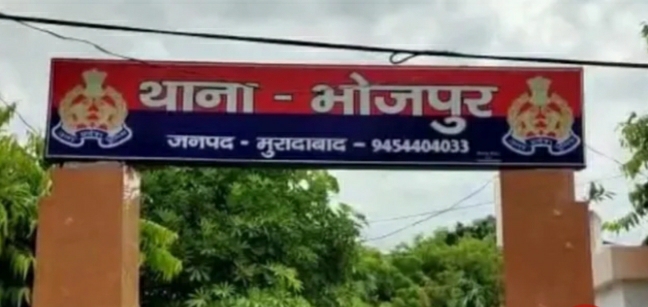 थाना - भोजपुर
जनपद - मुरादाबाद - 9454404033